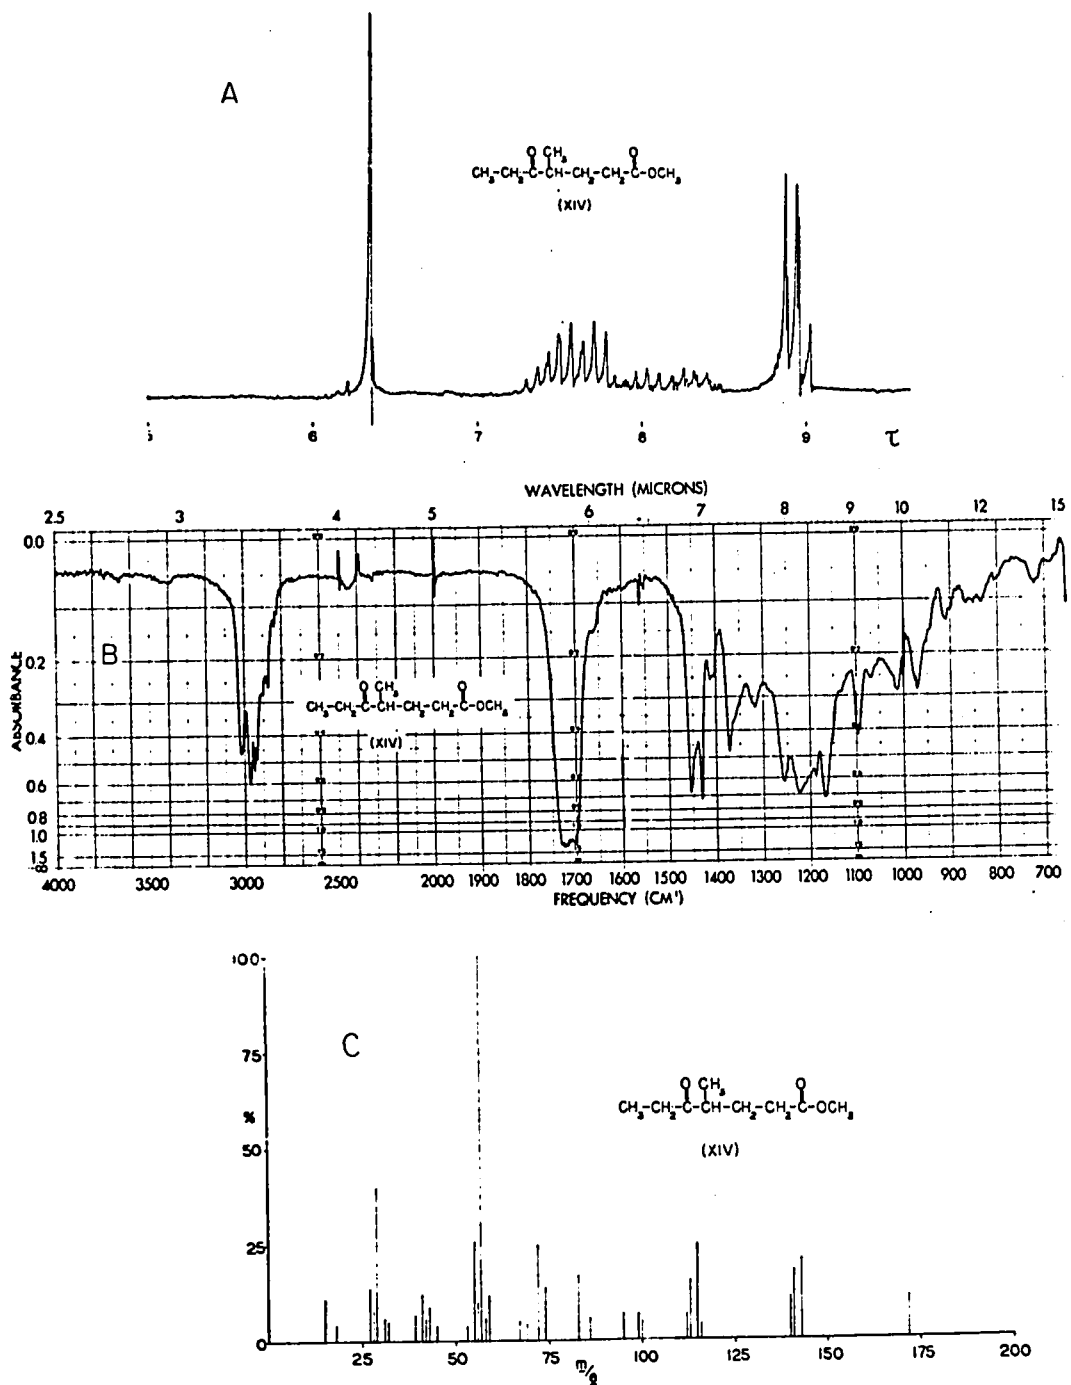 A
O CH₃ O
CH₃-CH₂-C-CH-CH₂-CH₂-C-OCH₃
(XIV)
5 6 7 8 9 τ
WAVELENGTH (MICRONS)
2.5 3 4 5 6 7 8 9 10 12 15
0.0
0.2
0.4
0.6
0.8
1.0
1.5
∞
ABSORBANCE
B
O CH₃ O
CH₃-CH₂-C-CH-CH₂-CH₂-C-OCH₃
(XIV)
4000 3500 3000 2500 2000 1900 1800 1700 1600 1500 1400 1300 1200 1100 1000 900 800 700
FREQUENCY (CM')
C
100
75
%
50
25
0
O CH₃ O
CH₃-CH₂-C-CH-CH₂-CH₂-C-OCH₃
(XIV)
25 50 75 100 125 150 175 200
m/e